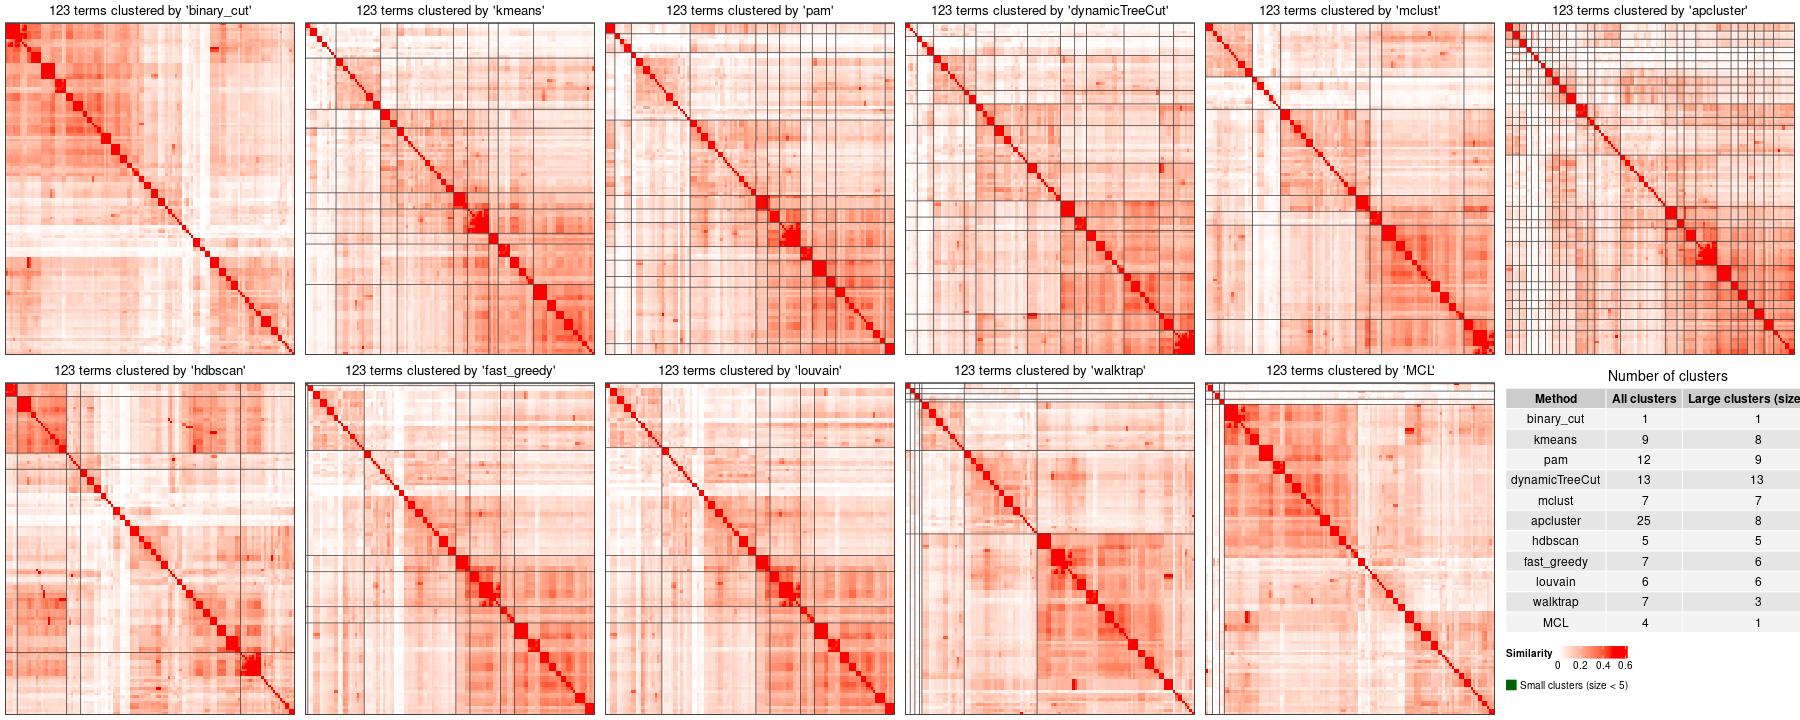 123 terms clustered by 'binary_cut'
123 terms clustered by 'kmeans'
123 terms clustered by 'pam'
123 terms clustered by 'dynamicTreeCut'
123 terms clustered by 'mclust'
123 terms clustered by 'apcluster'
123 terms clustered by 'hdbscan'
123 terms clustered by 'fast_greedy'
123 terms clustered by 'louvain'
123 terms clustered by 'walktrap'
123 terms clustered by 'MCL'
Number of clusters
Method All clusters Large clusters (size
binary_cut 1 1
kmeans 9 8
pam 12 9
dynamicTreeCut 13 13
mclust 7 7
apcluster 25 8
hdbscan 5 5
fast_greedy 7 6
louvain 6 6
walktrap 7 3
MCL 4 1
Similarity
0 0.2 0.4 0.6
Small clusters (size < 5)